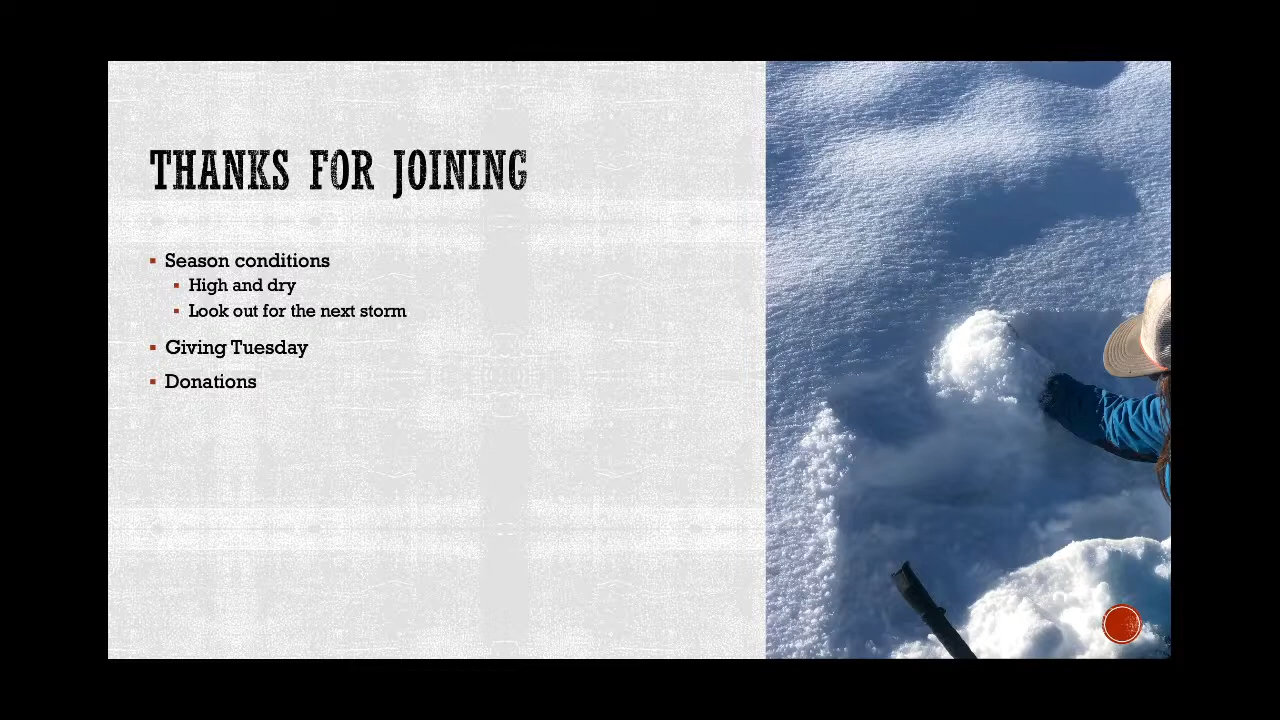 THANKS FOR JOINING
Season conditions
High and dry
Look out for the next storm
Giving Tuesday
Donations